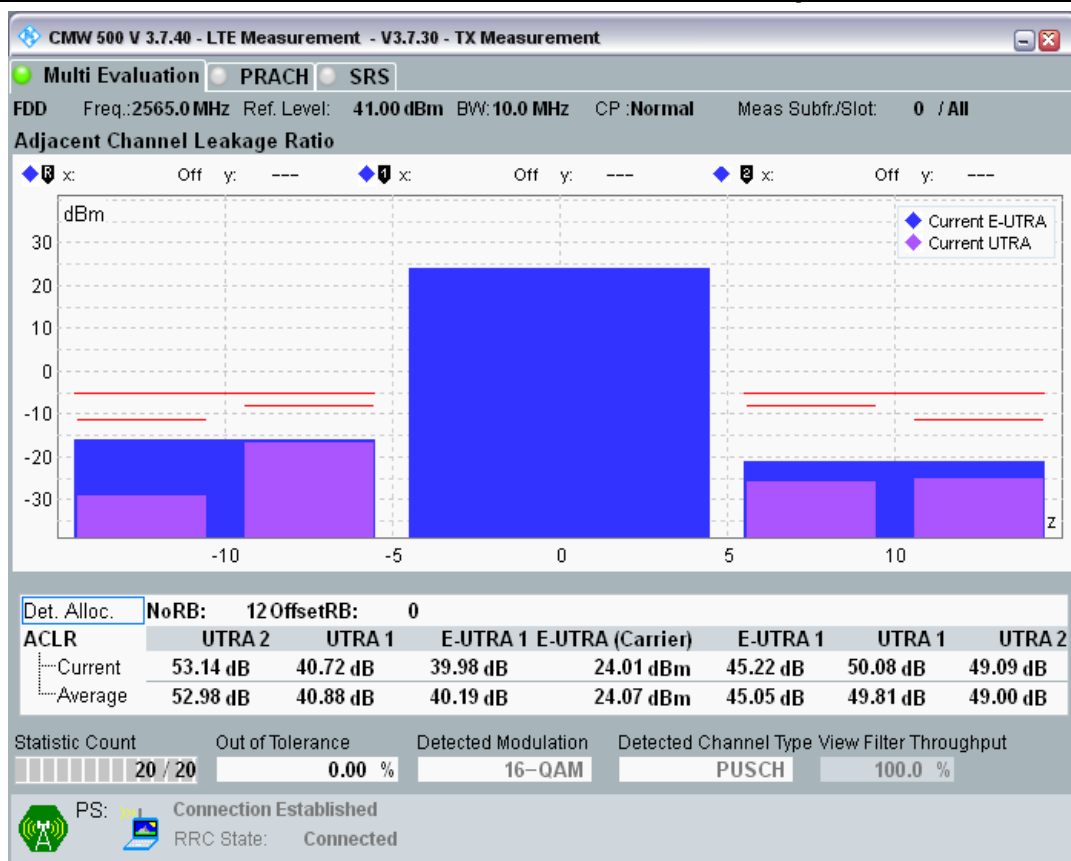 CMW 500 V 3.7.40 - LTE Measurement - V3.7.30 - TX Measurement
Multi Evaluation PRACH SRS
FDD Freq.:2565.0 MHz Ref. Level: 41.00 dBm BW:10.0 MHz CP :Normal Meas Subfr./Slot: 0 / All
Adjacent Channel Leakage Ratio
R x: Off y: --- 1 x: Off y: --- 2 x: Off y: ---
dBm
Current E-UTRA
Current UTRA
30
20
10
0
-10
-20
-30
z
-10 -5 0 5 10
Det. Alloc. NoRB: 12 OffsetRB: 0
ACLR UTRA 2 UTRA 1 E-UTRA 1 E-UTRA (Carrier) E-UTRA 1 UTRA 1 UTRA 2
Current 53.14 dB 40.72 dB 39.98 dB 24.01 dBm 45.22 dB 50.08 dB 49.09 dB
Average 52.98 dB 40.88 dB 40.19 dB 24.07 dBm 45.05 dB 49.81 dB 49.00 dB
Statistic Count Out of Tolerance Detected Modulation Detected Channel Type View Filter Throughput
20 / 20 0.00 % 16-QAM PUSCH 100.0 %
PS: Connection Established
RRC State: Connected